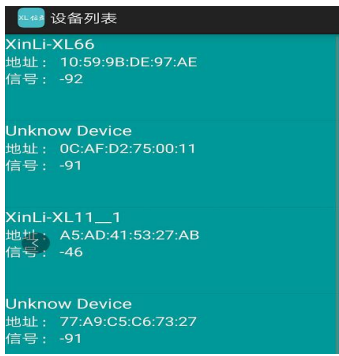 XL 信立 设备列表
XinLi-XL66
地址： 10:59:9B:DE:97:AE
信号： -92
Unknow Device
地址： 0C:AF:D2:75:00:11
信号： -91
XinLi-XL11__1
地址： A5:AD:41:53:27:AB
信号： -46
Unknow Device
地址： 77:A9:C5:C6:73:27
信号： -91